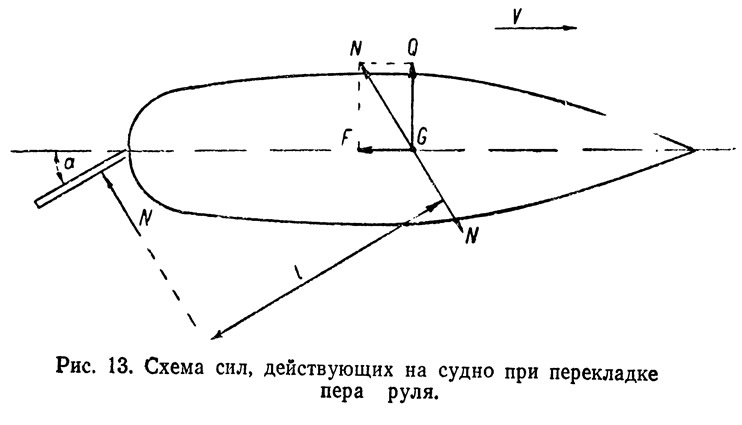 V
N Q
F G
a
N
N
l
Рис. 13. Схема сил, действующих на судно при перекладке
пера руля.